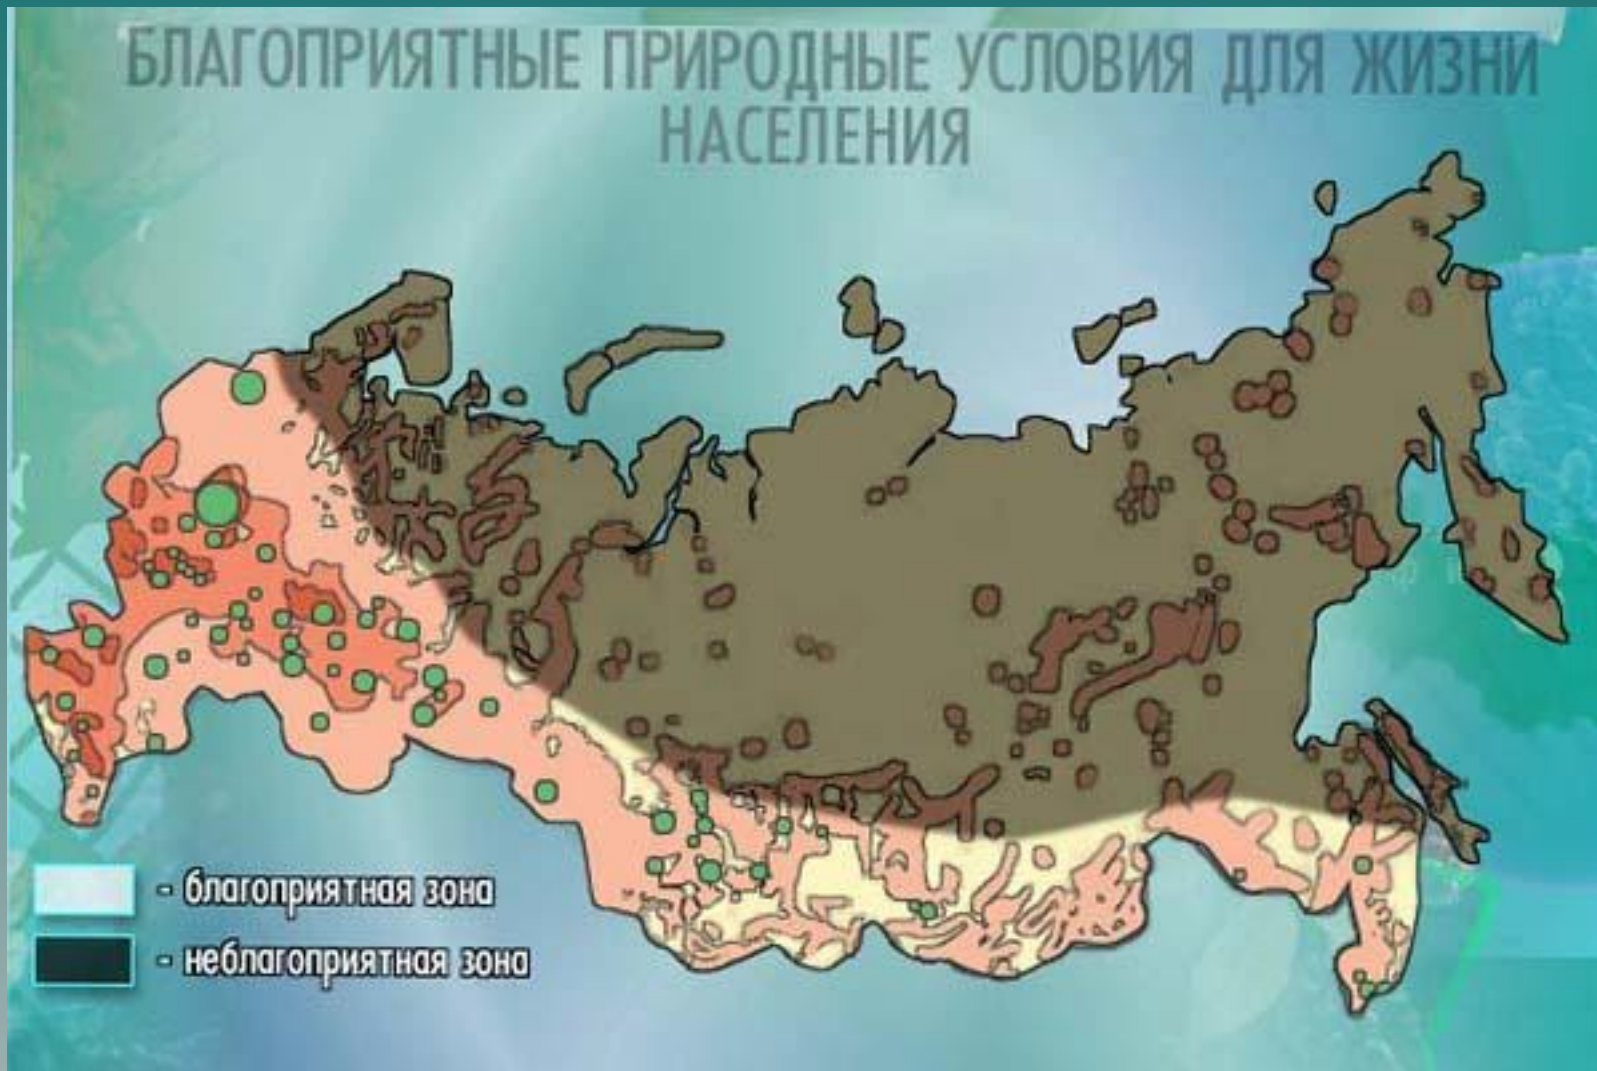 БЛАГОПРИЯТНЫЕ ПРИРОДНЫЕ УСЛОВИЯ ДЛЯ ЖИЗНИ
НАСЕЛЕНИЯ
- благоприятная зона
- неблагоприятная зона